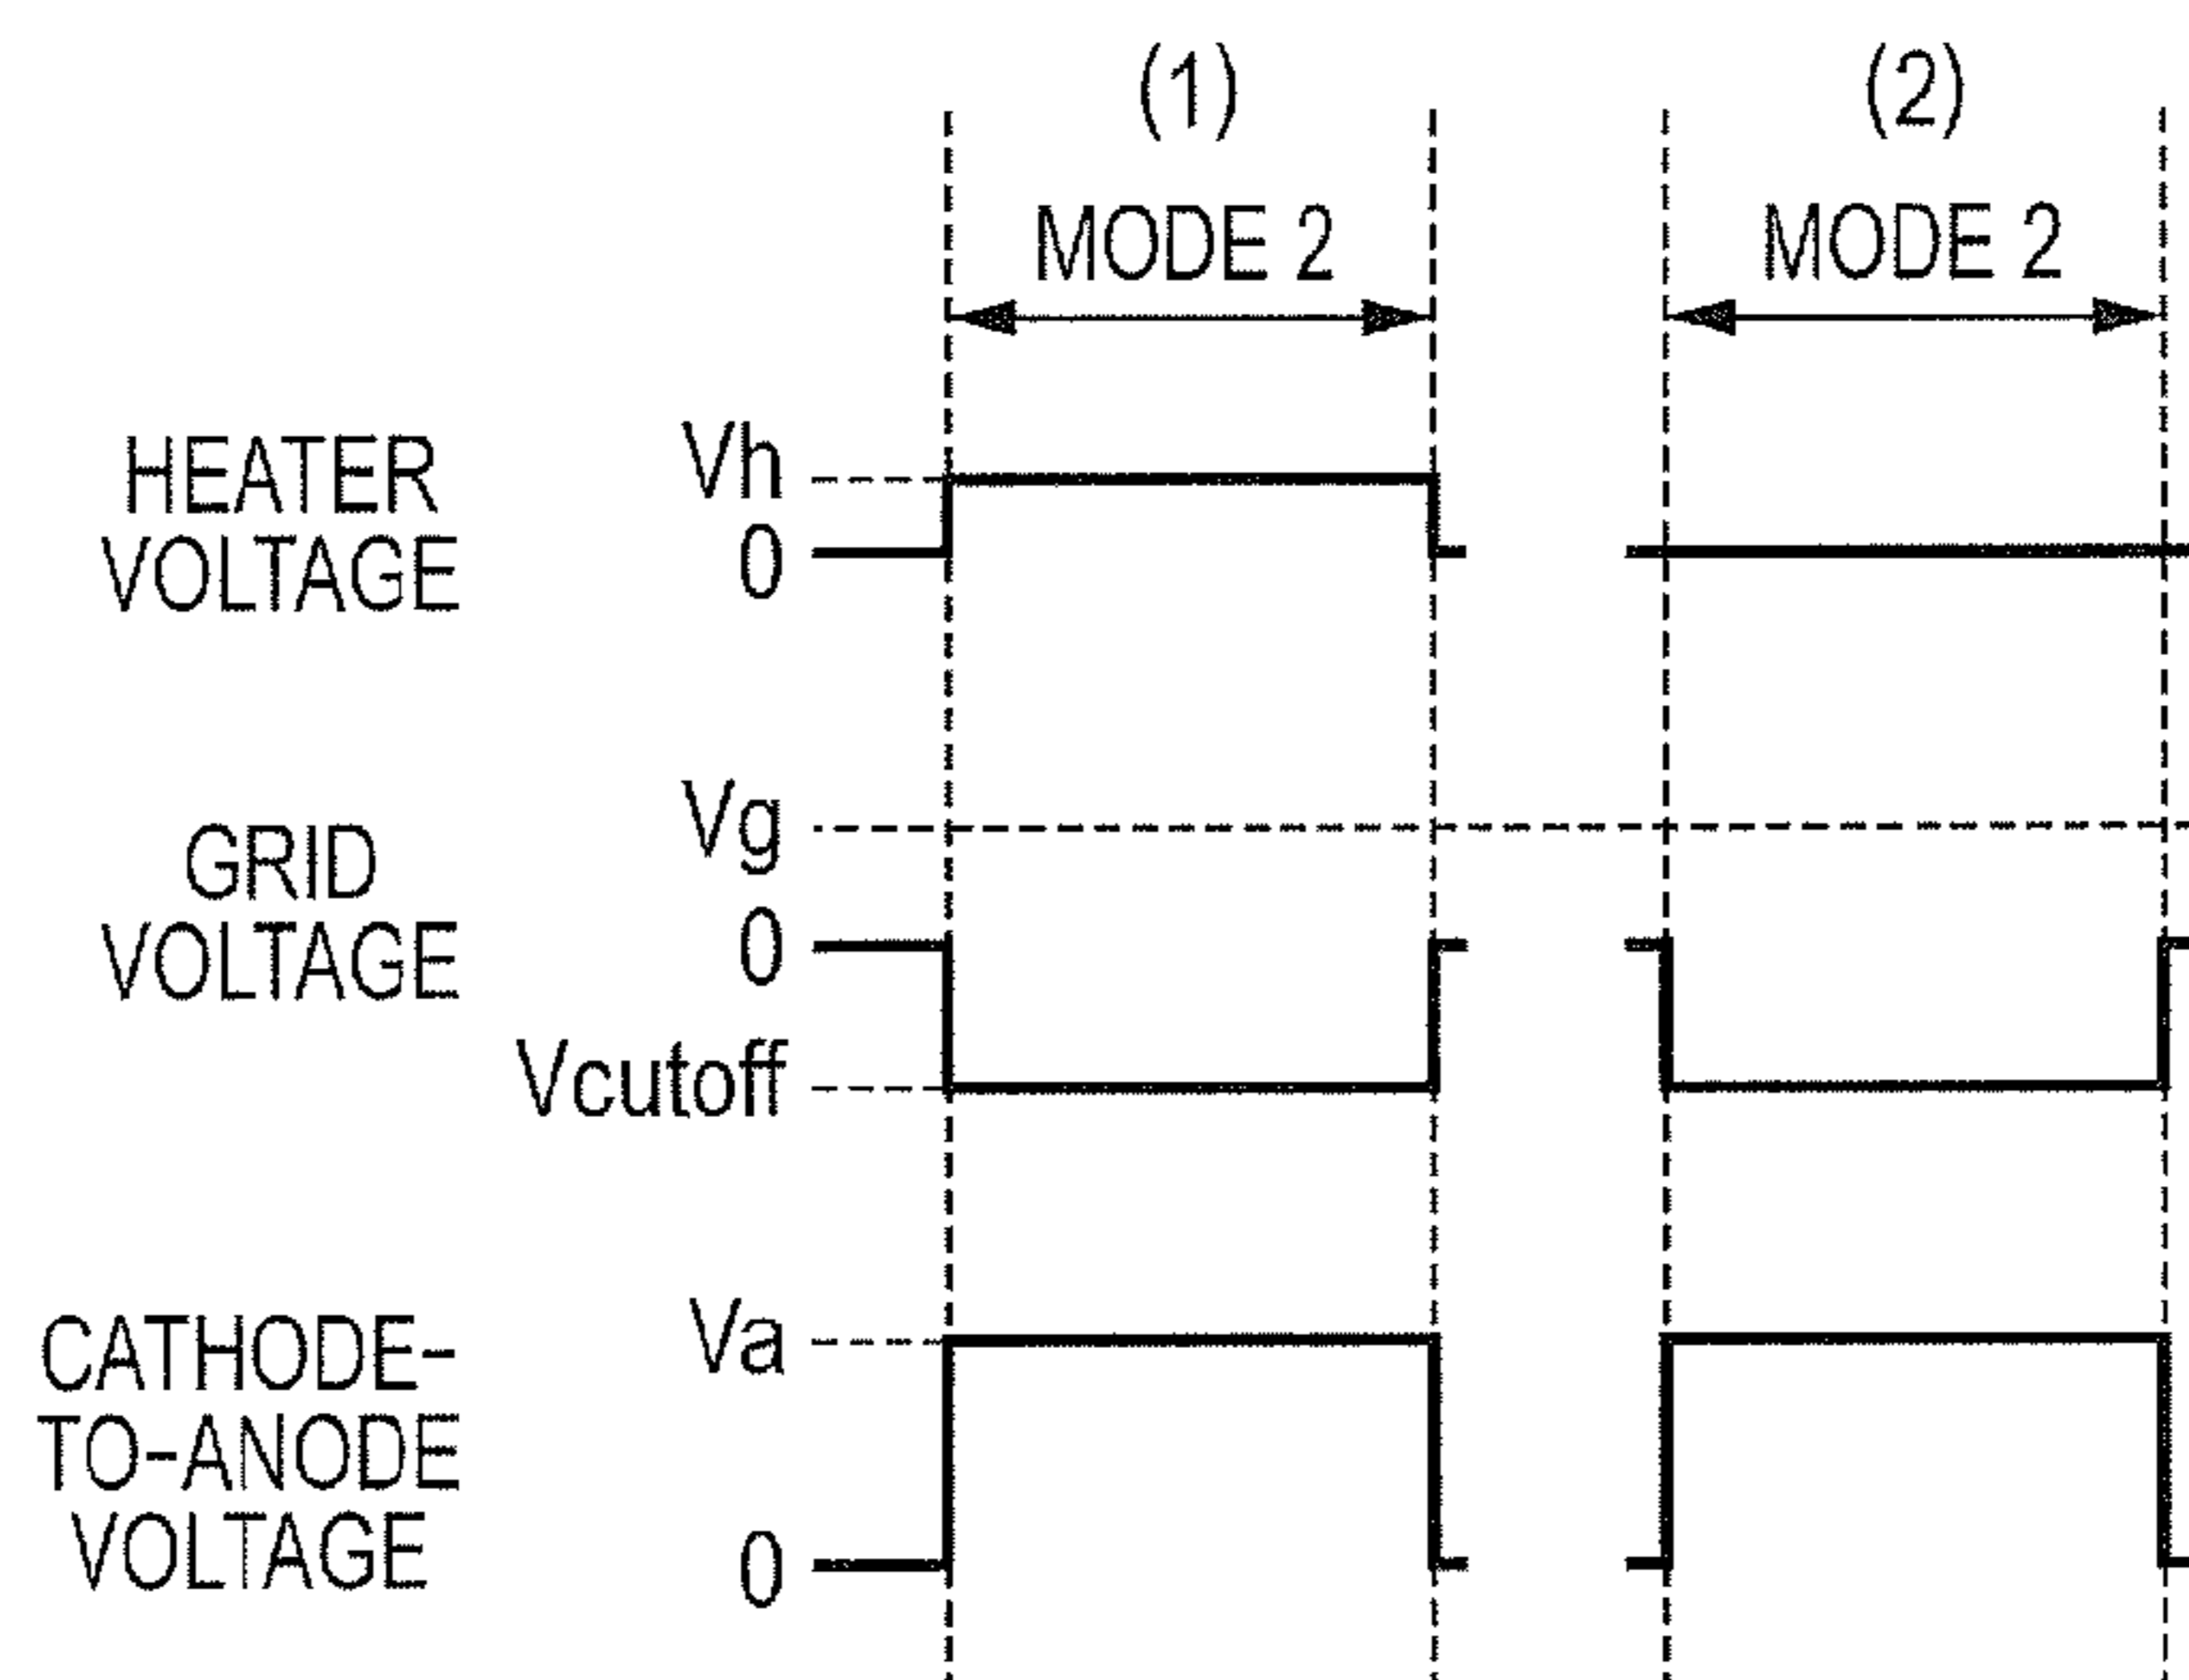 (1)
(2)
MODE 2
MODE 2
HEATER
VOLTAGE
Vh
0
GRID
VOLTAGE
Vg
0
Vcutoff
CATHODE-
TO-ANODE
VOLTAGE
Va
0